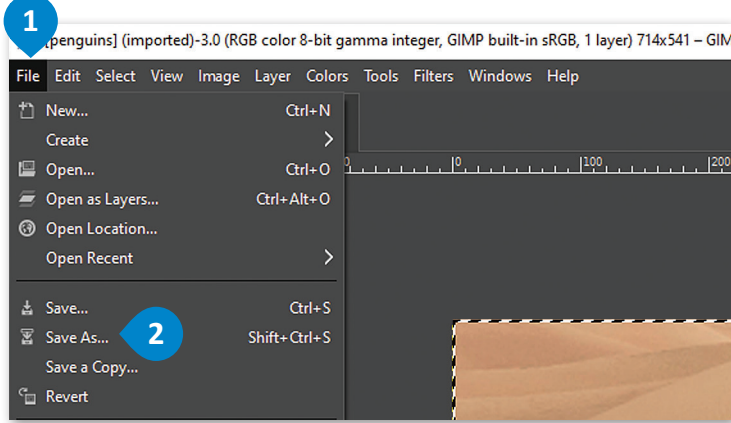 1
[penguins] (imported)-3.0 (RGB color 8-bit gamma integer, GIMP built-in sRGB, 1 layer) 714x541 – GIM
File Edit Select View Image Layer Colors Tools Filters Windows Help
New... Ctrl+N
Create
Open... Ctrl+O
0 100 200
Open as Layers... Ctrl+Alt+O
Open Location...
Open Recent
Save... Ctrl+S
Save As... 2 Shift+Ctrl+S
Save a Copy...
Revert